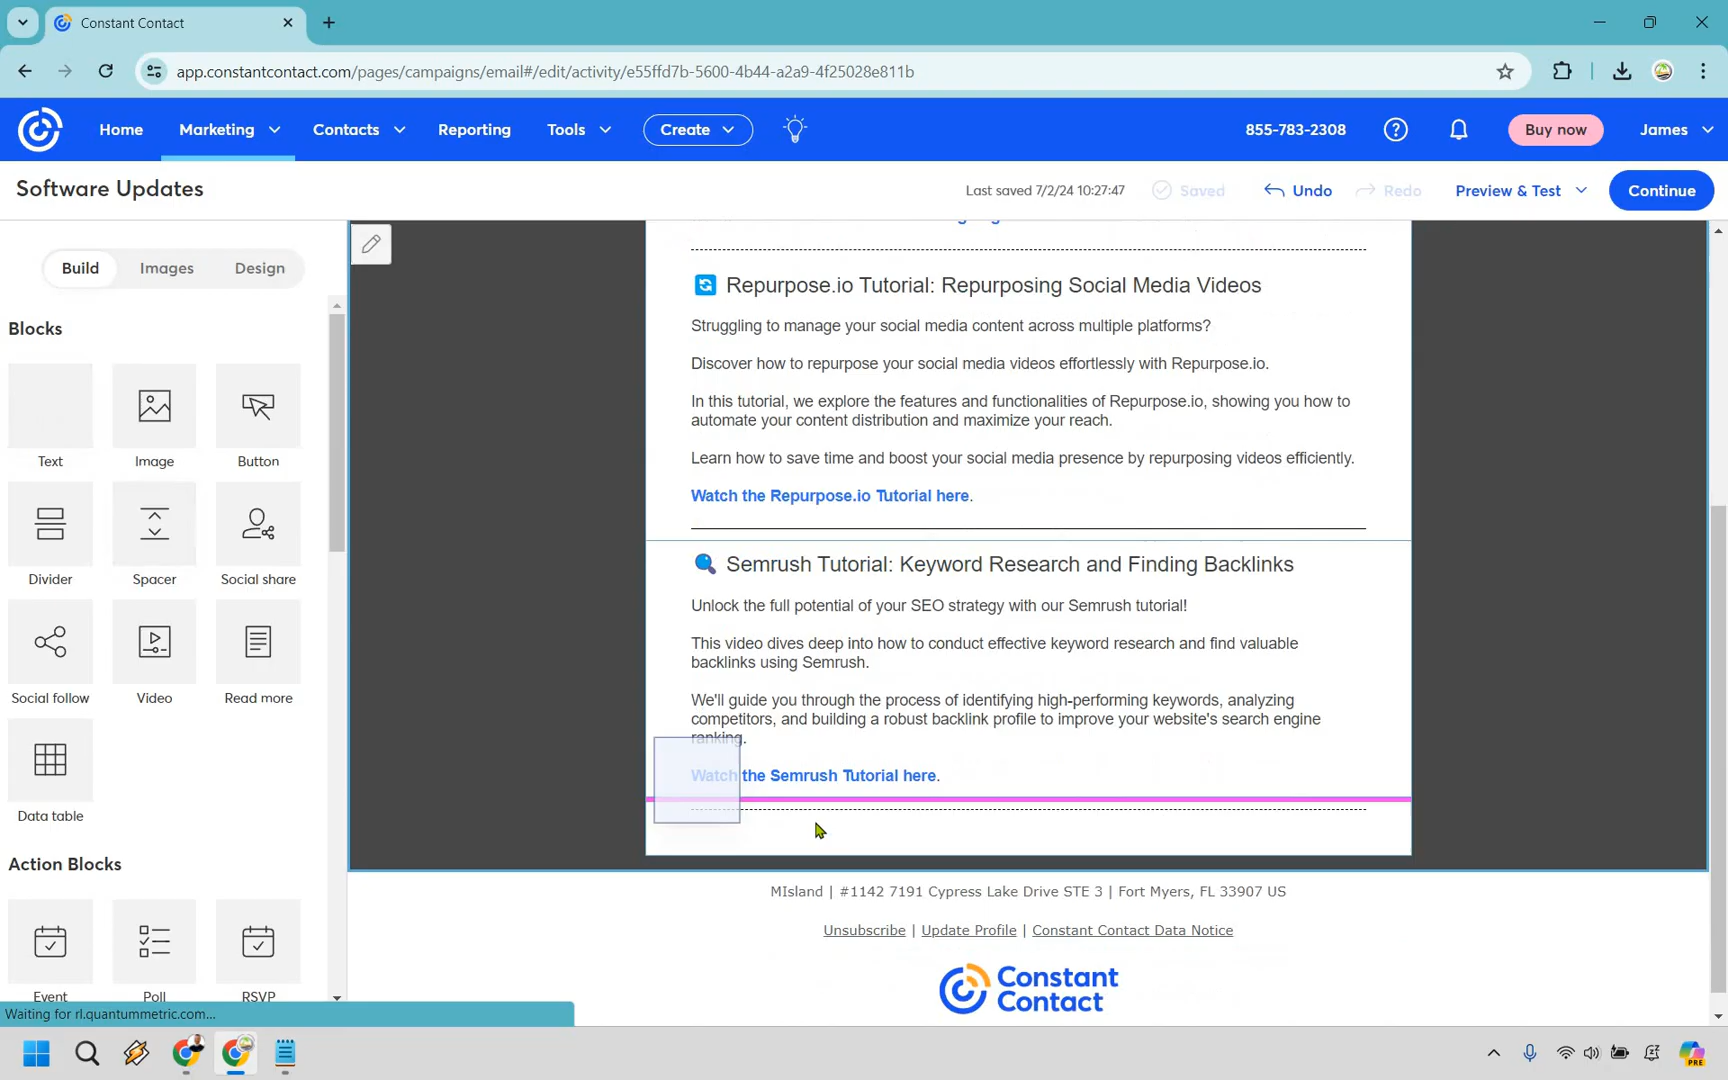 Constant Contact
app.constantcontact.com/pages/campaigns/email#/edit/activity/e55ffd7b-5600-4b44-a2a9-4f25028e811b
Home
Marketing
Contacts
Reporting
Tools
Create
855-783-2308
Buy now
James
Software Updates
Last saved 7/2/24 10:27:47
Saved
Undo
Redo
Preview & Test
Continue
Build
Images
Design
Blocks
Text
Image
Button
Divider
Spacer
Social share
Social follow
Video
Read more
Data table
Action Blocks
Event
Poll
RSVP
Repurpose.io Tutorial: Repurposing Social Media Videos
Struggling to manage your social media content across multiple platforms?
Discover how to repurpose your social media videos effortlessly with Repurpose.io.
In this tutorial, we explore the features and functionalities of Repurpose.io, showing you how to
automate your content distribution and maximize your reach.
Learn how to save time and boost your social media presence by repurposing videos efficiently.
Watch the Repurpose.io Tutorial here.
Semrush Tutorial: Keyword Research and Finding Backlinks
Unlock the full potential of your SEO strategy with our Semrush tutorial!
This video dives deep into how to conduct effective keyword research and find valuable
backlinks using Semrush.
We'll guide you through the process of identifying high-performing keywords, analyzing
competitors, and building a robust backlink profile to improve your website's search engine
ranking.
Watch the Semrush Tutorial here.
MIsland | #1142 7191 Cypress Lake Drive STE 3 | Fort Myers, FL 33907 US
Unsubscribe | Update Profile | Constant Contact Data Notice
Constant
Contact
Waiting for rl.quantummetric.com...
PRE